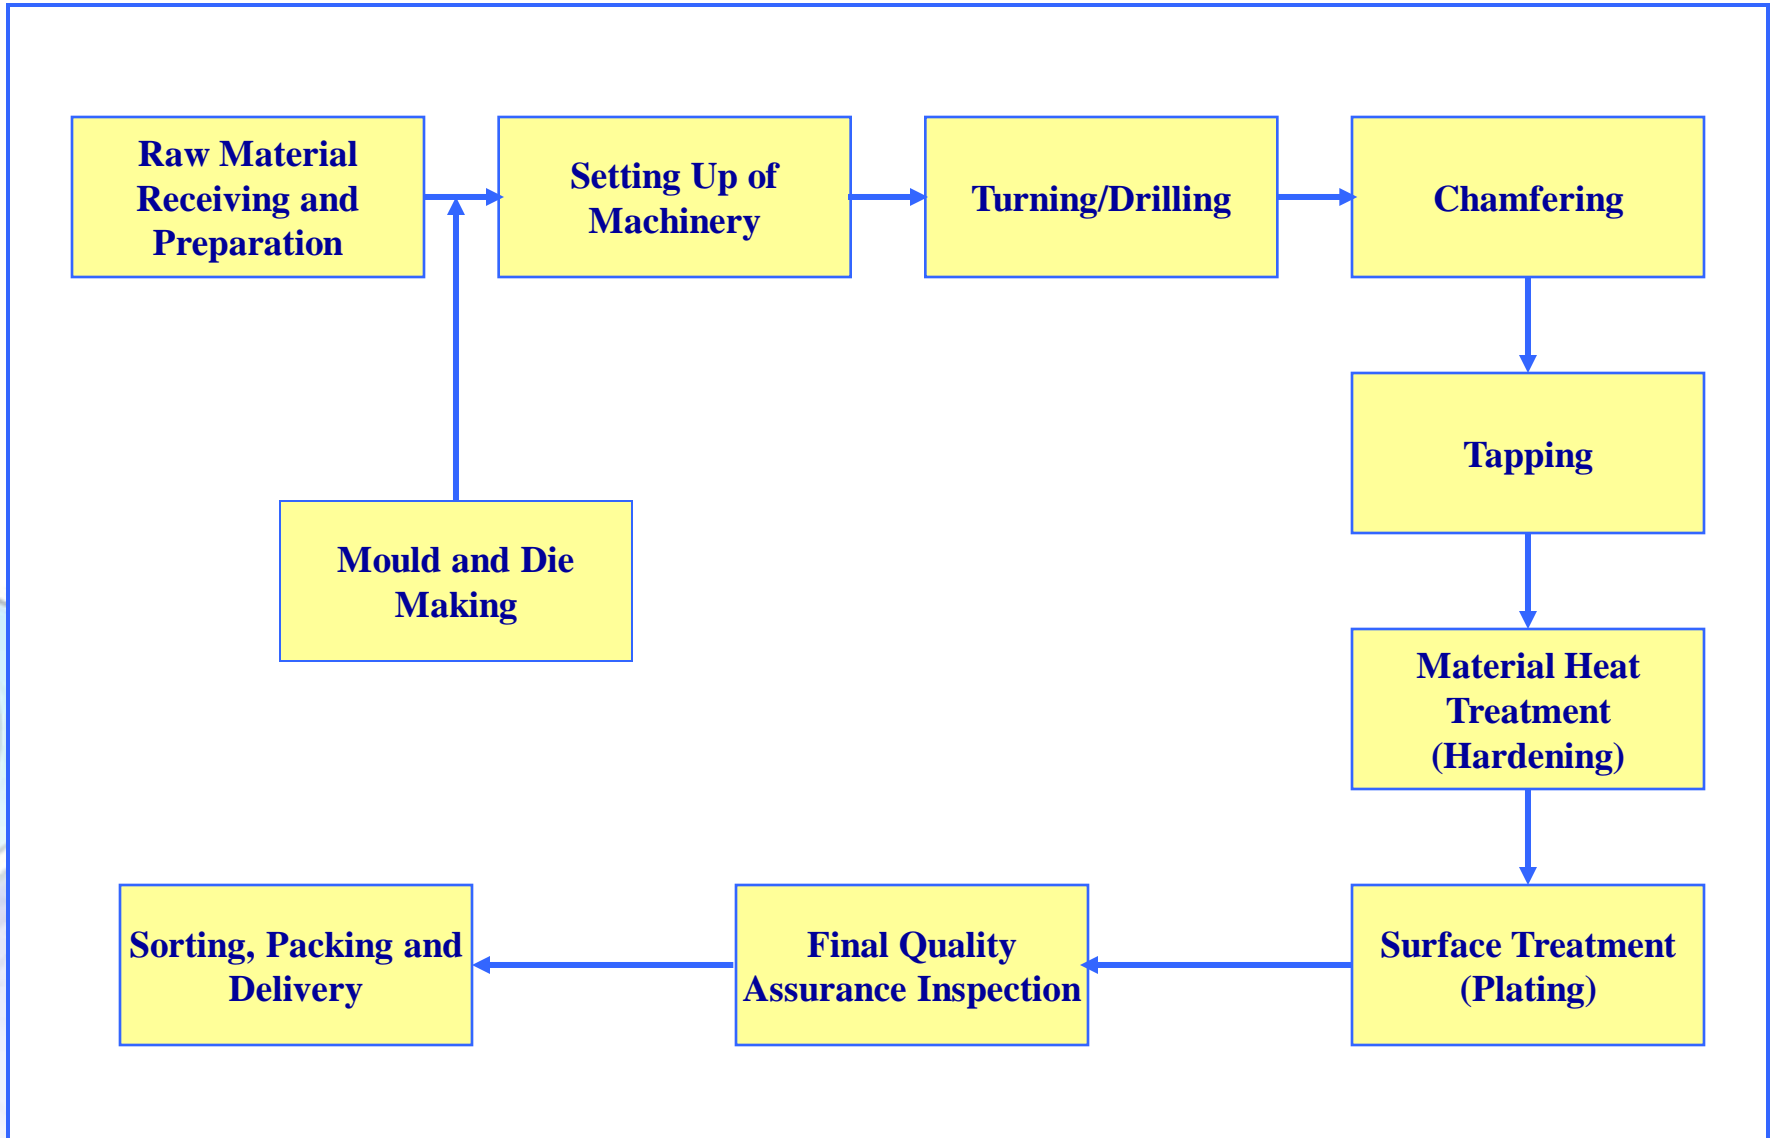 Raw Material
Receiving and
Preparation
Setting Up of
Machinery
Turning/Drilling
Chamfering
Tapping
Mould and Die
Making
Material Heat
Treatment
(Hardening)
Surface Treatment
(Plating)
Final Quality
Assurance Inspection
Sorting, Packing and
Delivery